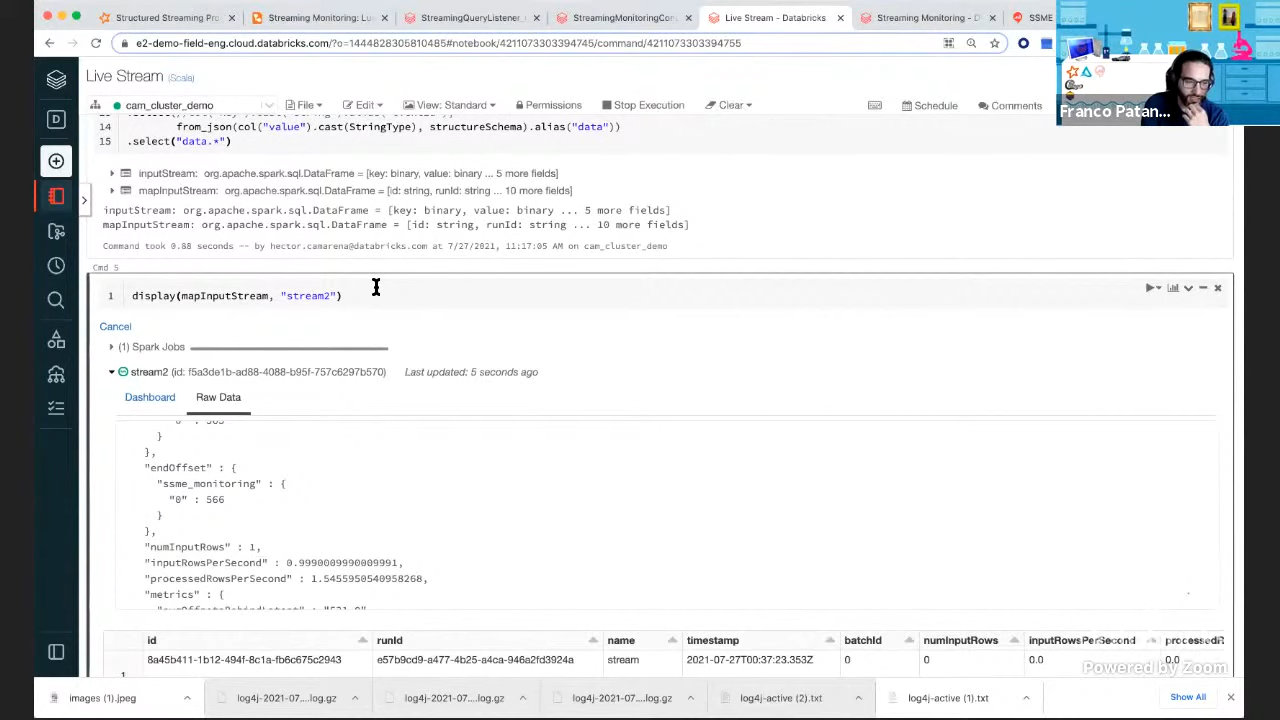 Structured Streaming Pro
Streaming Monitoring: Lu
StreamingQueryListener_
StreamingMonitoringCon
Live Stream - Databricks
Streaming Monitoring - D
SSME
e2-demo-field-eng.cloud.databricks.com/?o=1444828305810485#notebook/4211073303394745/command/4211073303394755
Live Stream (Scala)
cam_cluster_demo
File
Edit
View: Standard
Permissions
Stop Execution
Clear
Schedule
Comments
Franco Patan...
14 from_json(col("value").cast(StringType), structureSchema).alias("data"))
15 .select("data.*")
inputStream: org.apache.spark.sql.DataFrame = [key: binary, value: binary ... 5 more fields]
mapInputStream: org.apache.spark.sql.DataFrame = [id: string, runId: string ... 10 more fields]
inputStream: org.apache.spark.sql.DataFrame = [key: binary, value: binary ... 5 more fields]
mapInputStream: org.apache.spark.sql.DataFrame = [id: string, runId: string ... 10 more fields]
Command took 0.88 seconds -- by hector.camarena@databricks.com at 7/27/2021, 11:17:05 AM on cam_cluster_demo
Cmd 5
1 display(mapInputStream, "stream2")
Cancel
(1) Spark Jobs
stream2 (id: f5a3de1b-ad88-4088-b95f-757c6297b570) Last updated: 5 seconds ago
Dashboard
Raw Data
}
},
"endOffset" : {
"ssme_monitoring" : {
"0" : 566
}
},
"numInputRows" : 1,
"inputRowsPerSecond" : 0.9990009990009991,
"processedRowsPerSecond" : 1.5455950540958268,
"metrics" : {
id runId name timestamp batchId numInputRows inputRowsPerSecond processedR
8a45b411-1b12-494f-8c1a-fb6c675c2943 e57b9cd9-a477-4b25-a4ca-946a2fd3924a stream 2021-07-27T00:37:23.353Z 0 0 0.0 0.0
1
Powered by Zoom
images (1).jpeg
log4j-2021-07....log.gz
log4j-2021-07....log.gz
log4j-2021-07....log.gz
log4j-active (2).txt
log4j-active (1).txt
Show All